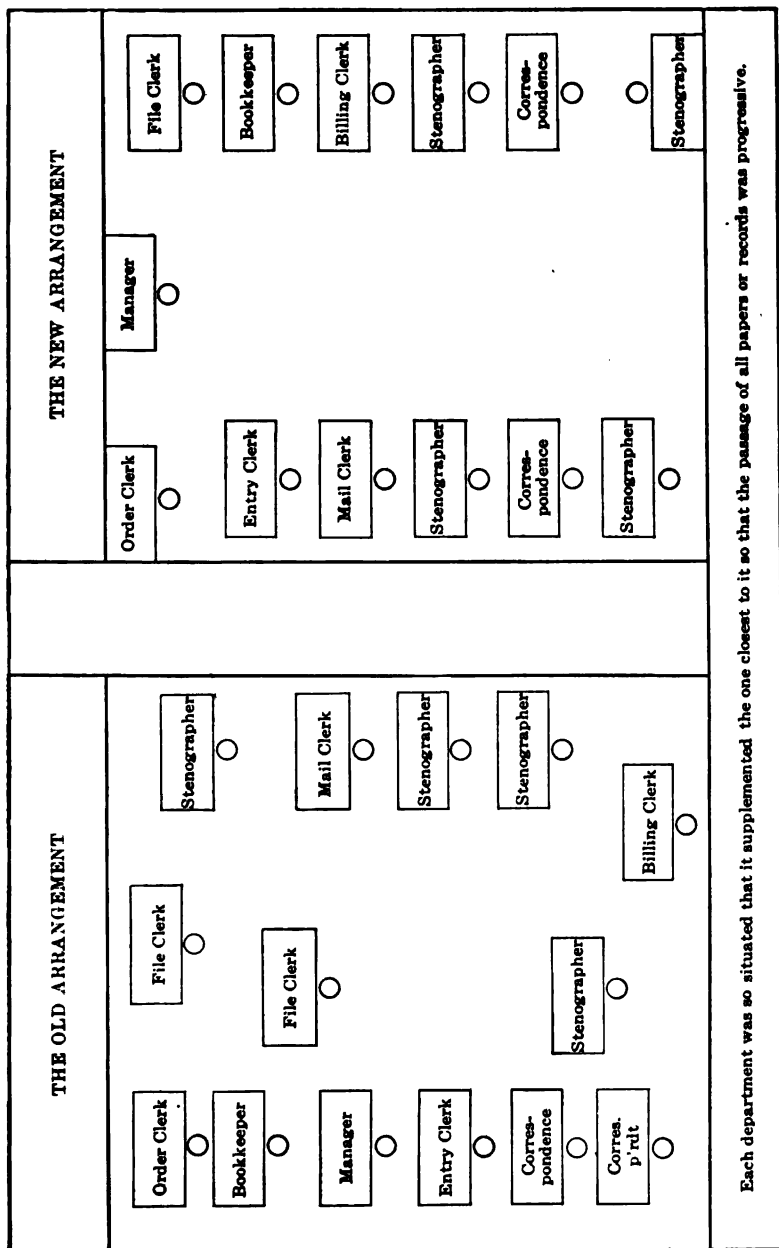 THE OLD ARRANGEMENT
Order Clerk
Bookkeeper
Manager
Entry Clerk
Corres-
pondence
Corres.
p'rdt
File Clerk
File Clerk
Stenographer
Stenographer
Mail Clerk
Stenographer
Stenographer
Billing Clerk
THE NEW ARRANGEMENT
Order Clerk
Entry Clerk
Mail Clerk
Stenographer
Corres-
pondence
Stenographer
Manager
File Clerk
Bookkeeper
Billing Clerk
Stenographer
Corres-
pondence
Stenographer
Each department was so situated that it supplemented the one closest to it so that the passage of all papers or records was progressive.